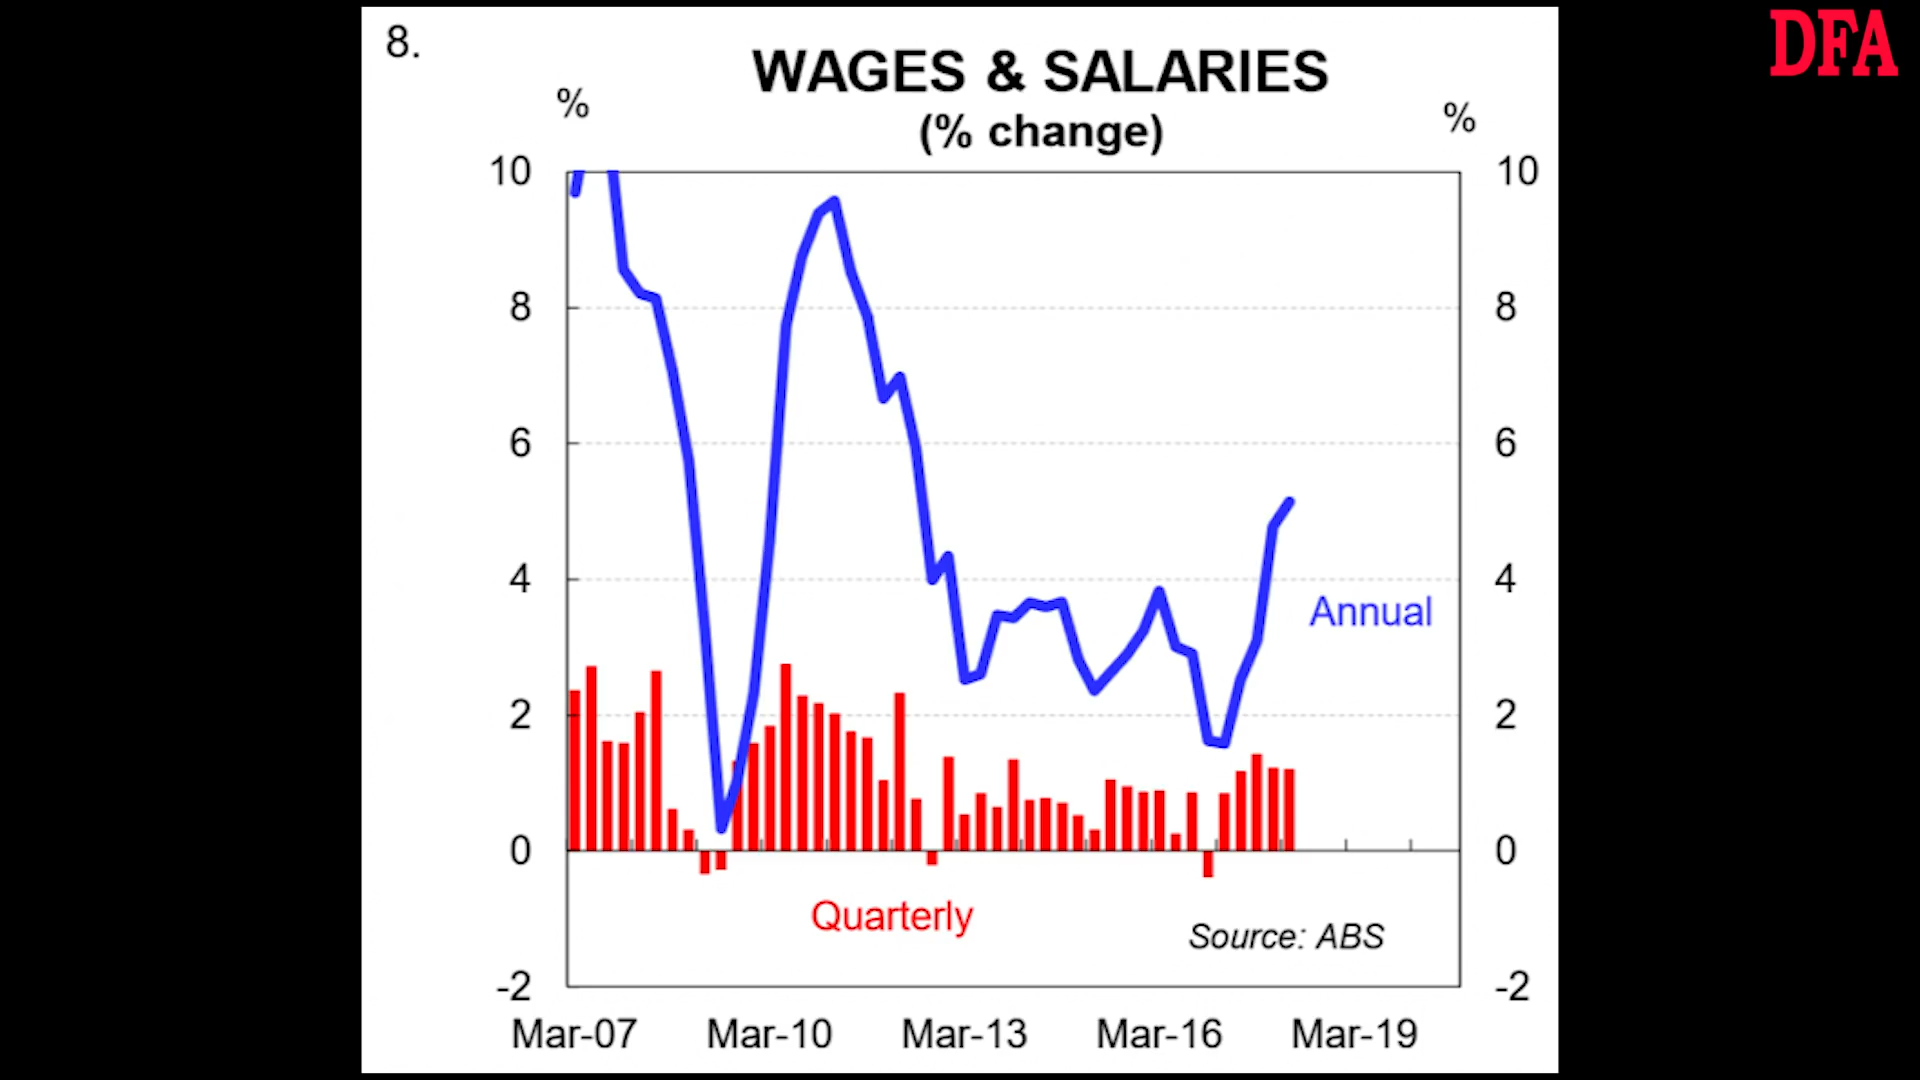 DFA
8.
WAGES & SALARIES
(% change)
% %
10 10
8 8
6 6
4 4
Annual
2 2
0 0
Quarterly
Source: ABS
-2 -2
Mar-07 Mar-10 Mar-13 Mar-16 Mar-19